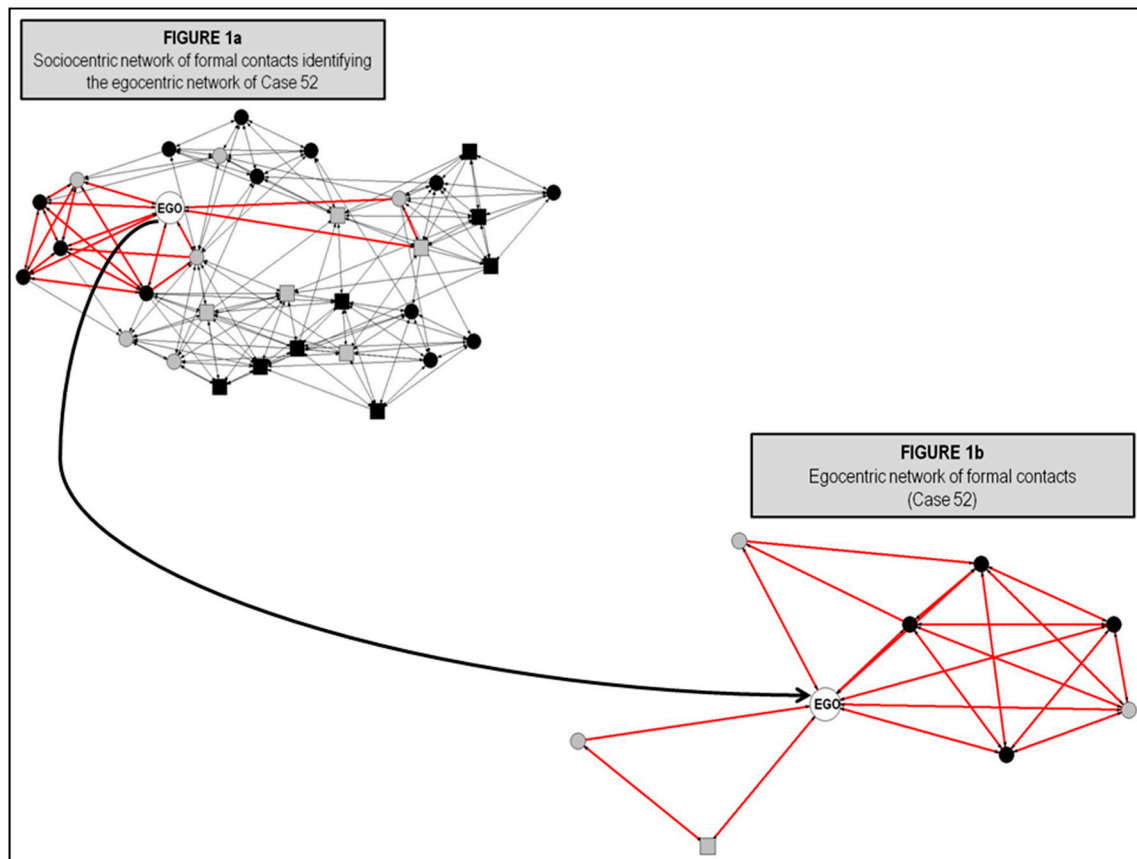 FIGURE 1a
Sociocentric network of formal contacts identifying
the egocentric network of Case 52
EGO
FIGURE 1b
Egocentric network of formal contacts
(Case 52)
EGO